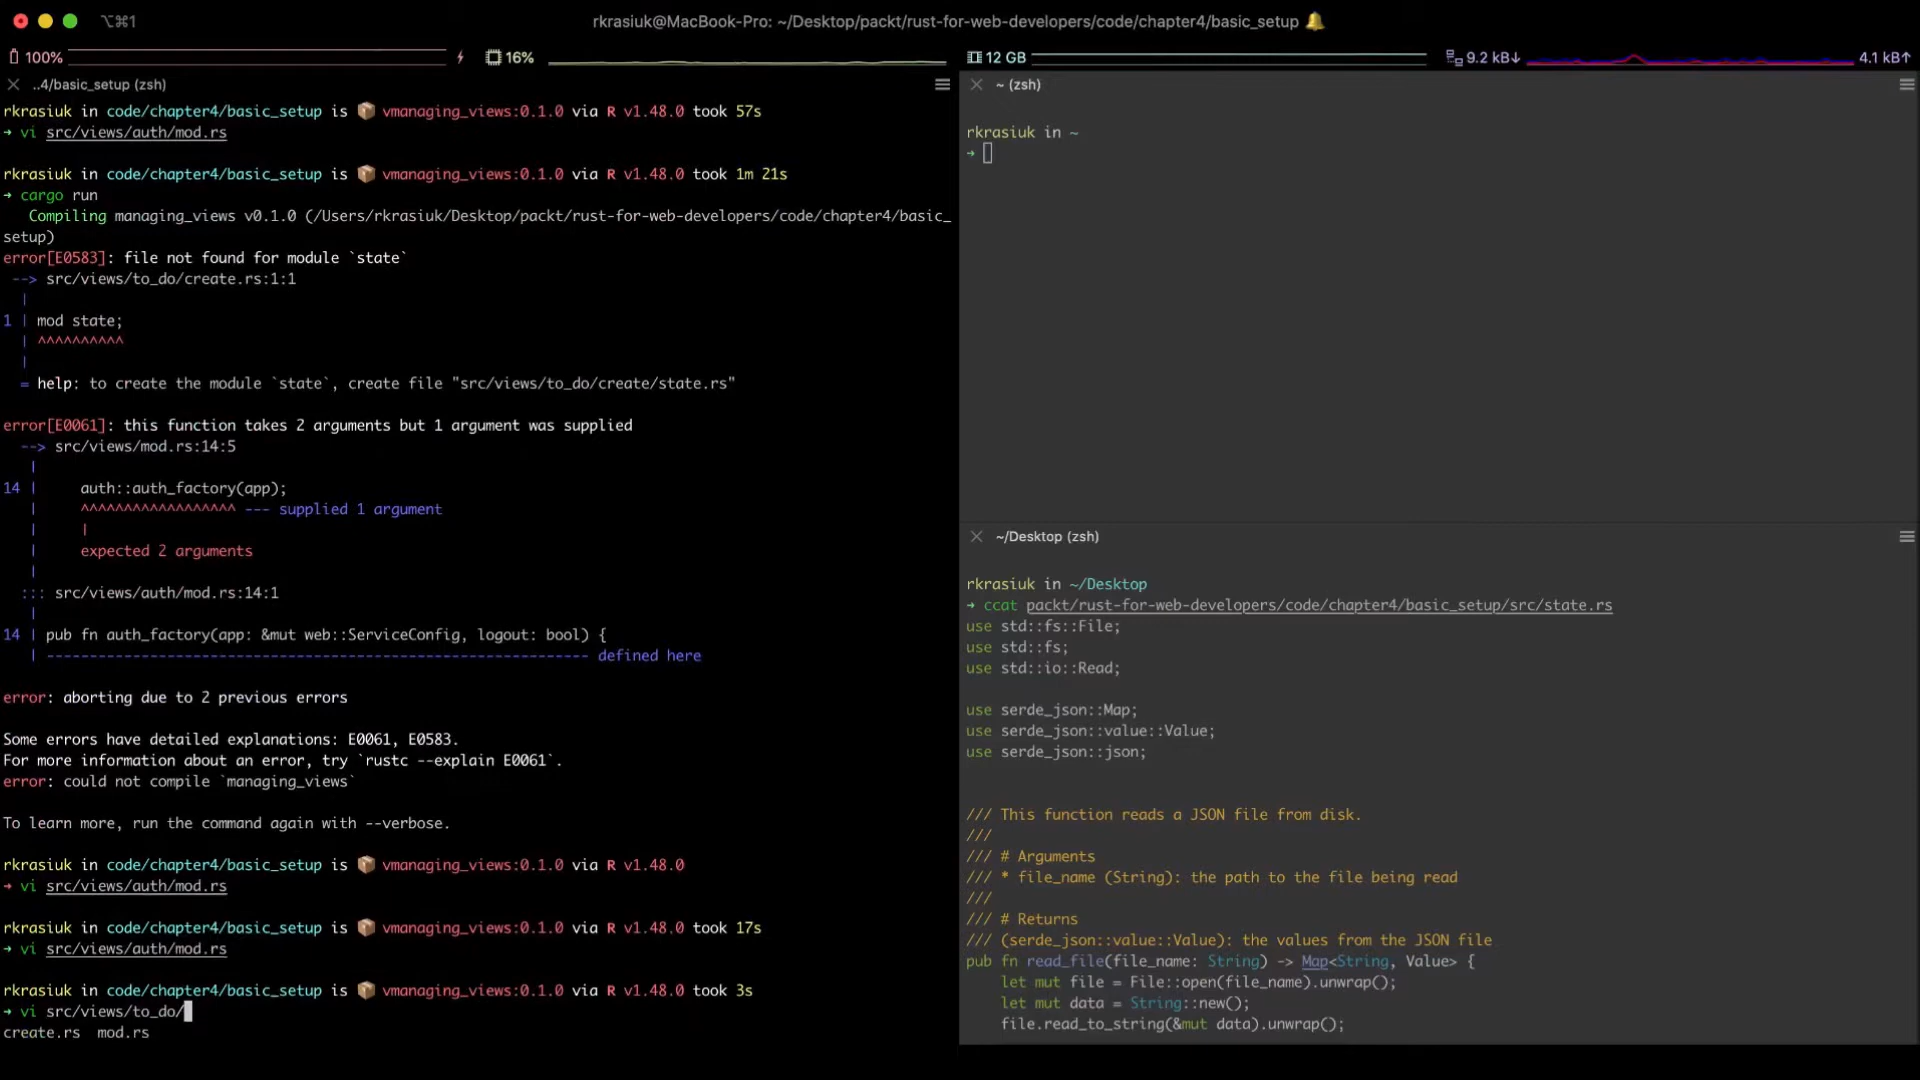 ⌥⌘1
rkrasiuk@MacBook-Pro: ~/Desktop/packt/rust-for-web-developers/code/chapter4/basic_setup 🔔
100%
16%
12 GB
9.2 kB↓
4.1 kB↑
..4/basic_setup (zsh)
rkrasiuk in code/chapter4/basic_setup is 📦 vmanaging_views:0.1.0 via R v1.48.0 took 57s
➜ vi src/views/auth/mod.rs
rkrasiuk in code/chapter4/basic_setup is 📦 vmanaging_views:0.1.0 via R v1.48.0 took 1m 21s
➜ cargo run
   Compiling managing_views v0.1.0 (/Users/rkrasiuk/Desktop/packt/rust-for-web-developers/code/chapter4/basic_
setup)
error[E0583]: file not found for module `state`
 --> src/views/to_do/create.rs:1:1
  |
1 | mod state;
  | ^^^^^^^^^^
  |
  = help: to create the module `state`, create file "src/views/to_do/create/state.rs"
error[E0061]: this function takes 2 arguments but 1 argument was supplied
  --> src/views/mod.rs:14:5
   |
14 |     auth::auth_factory(app);
   |     ^^^^^^^^^^^^^^^^^^ --- supplied 1 argument
   |     |
   |     expected 2 arguments
   |
  ::: src/views/auth/mod.rs:14:1
   |
14 | pub fn auth_factory(app: &mut web::ServiceConfig, logout: bool) {
   | --------------------------------------------------------------- defined here
error: aborting due to 2 previous errors
Some errors have detailed explanations: E0061, E0583.
For more information about an error, try `rustc --explain E0061`.
error: could not compile `managing_views`
To learn more, run the command again with --verbose.
rkrasiuk in code/chapter4/basic_setup is 📦 vmanaging_views:0.1.0 via R v1.48.0
➜ vi src/views/auth/mod.rs
rkrasiuk in code/chapter4/basic_setup is 📦 vmanaging_views:0.1.0 via R v1.48.0 took 17s
➜ vi src/views/auth/mod.rs
rkrasiuk in code/chapter4/basic_setup is 📦 vmanaging_views:0.1.0 via R v1.48.0 took 3s
➜ vi src/views/to_do/
create.rs  mod.rs
~ (zsh)
rkrasiuk in ~
➜
~/Desktop (zsh)
rkrasiuk in ~/Desktop
➜ ccat packt/rust-for-web-developers/code/chapter4/basic_setup/src/state.rs
use std::fs::File;
use std::fs;
use std::io::Read;
use serde_json::Map;
use serde_json::value::Value;
use serde_json::json;
/// This function reads a JSON file from disk.
///
/// # Arguments
/// * file_name (String): the path to the file being read
///
/// # Returns
/// (serde_json::value::Value): the values from the JSON file
pub fn read_file(file_name: String) -> Map<String, Value> {
    let mut file = File::open(file_name).unwrap();
    let mut data = String::new();
    file.read_to_string(&mut data).unwrap();